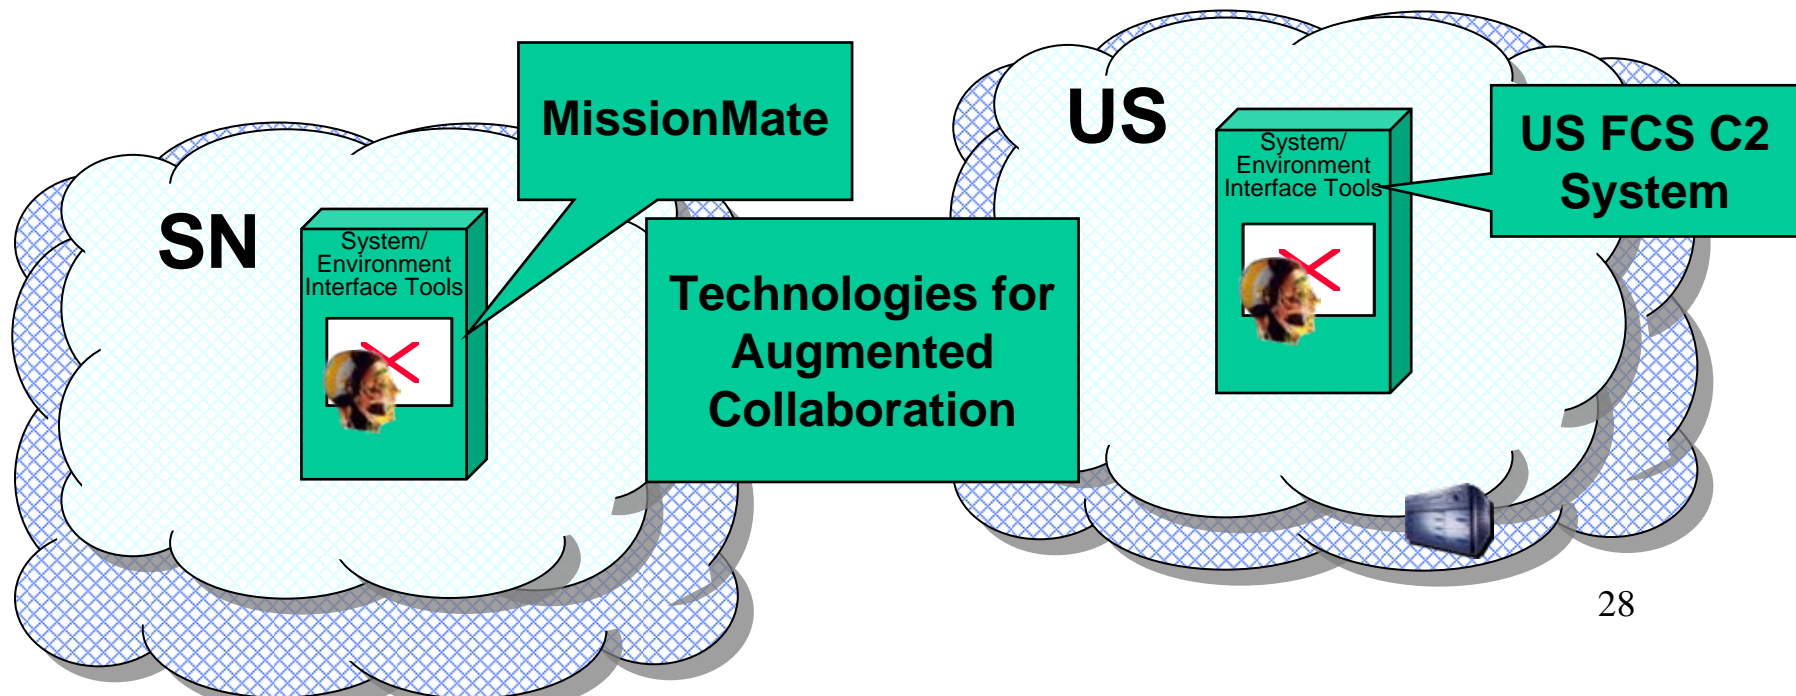 MissionMate
SN
System/
Environment
Interface Tools
Technologies for
Augmented
Collaboration
US
System/
Environment
Interface Tools
US FCS C2
System
28